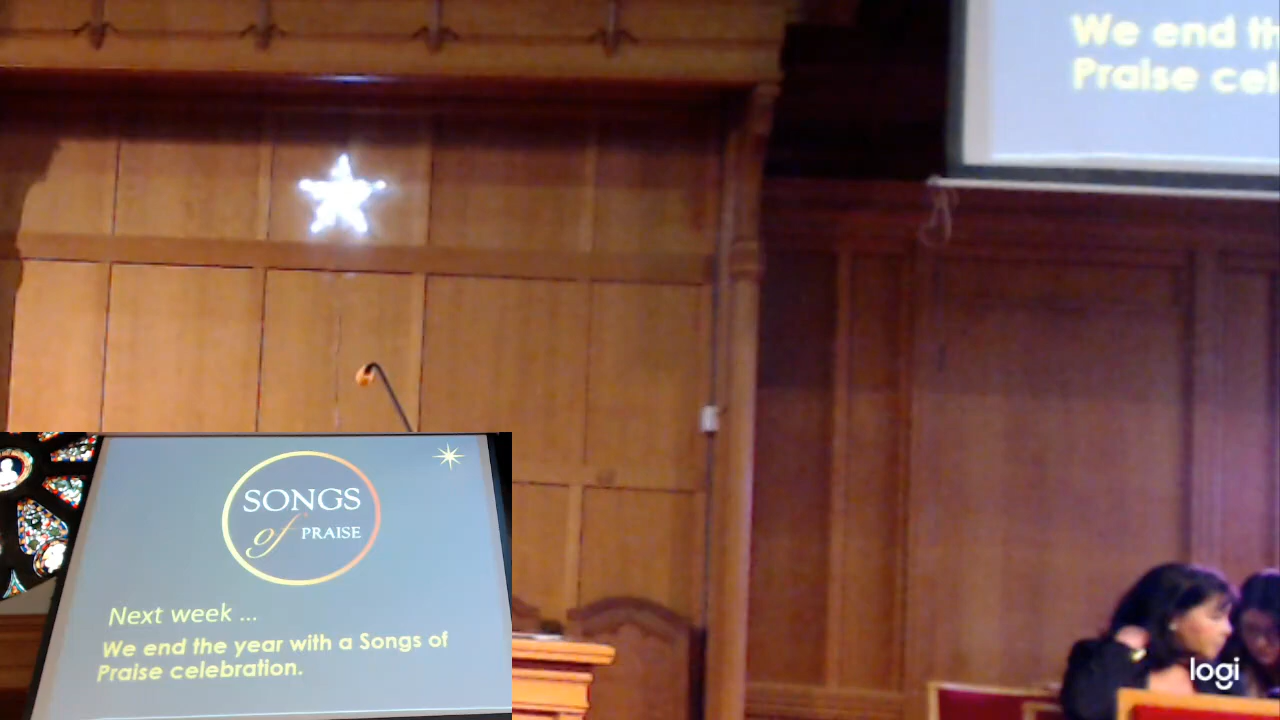 We end th
Praise cel
SONGS
of PRAISE
Next week ...
We end the year with a Songs of
Praise celebration.
logi